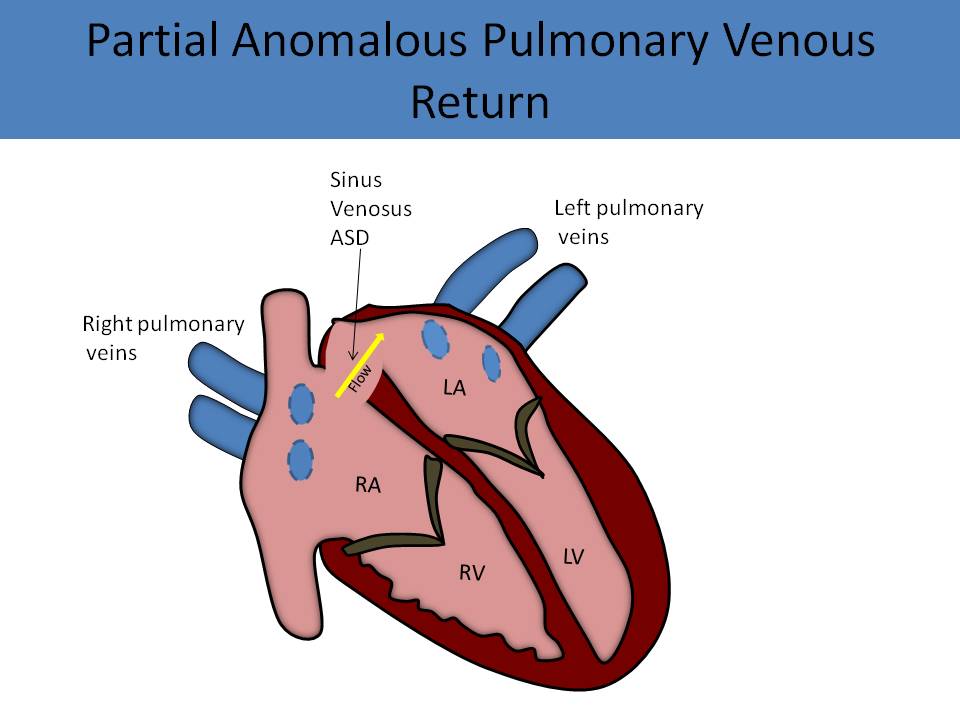 Partial Anomalous Pulmonary Venous
Return
Sinus
Venosus
ASD
Left pulmonary
veins
Right pulmonary
veins
Flow
LA
RA
LV
RV